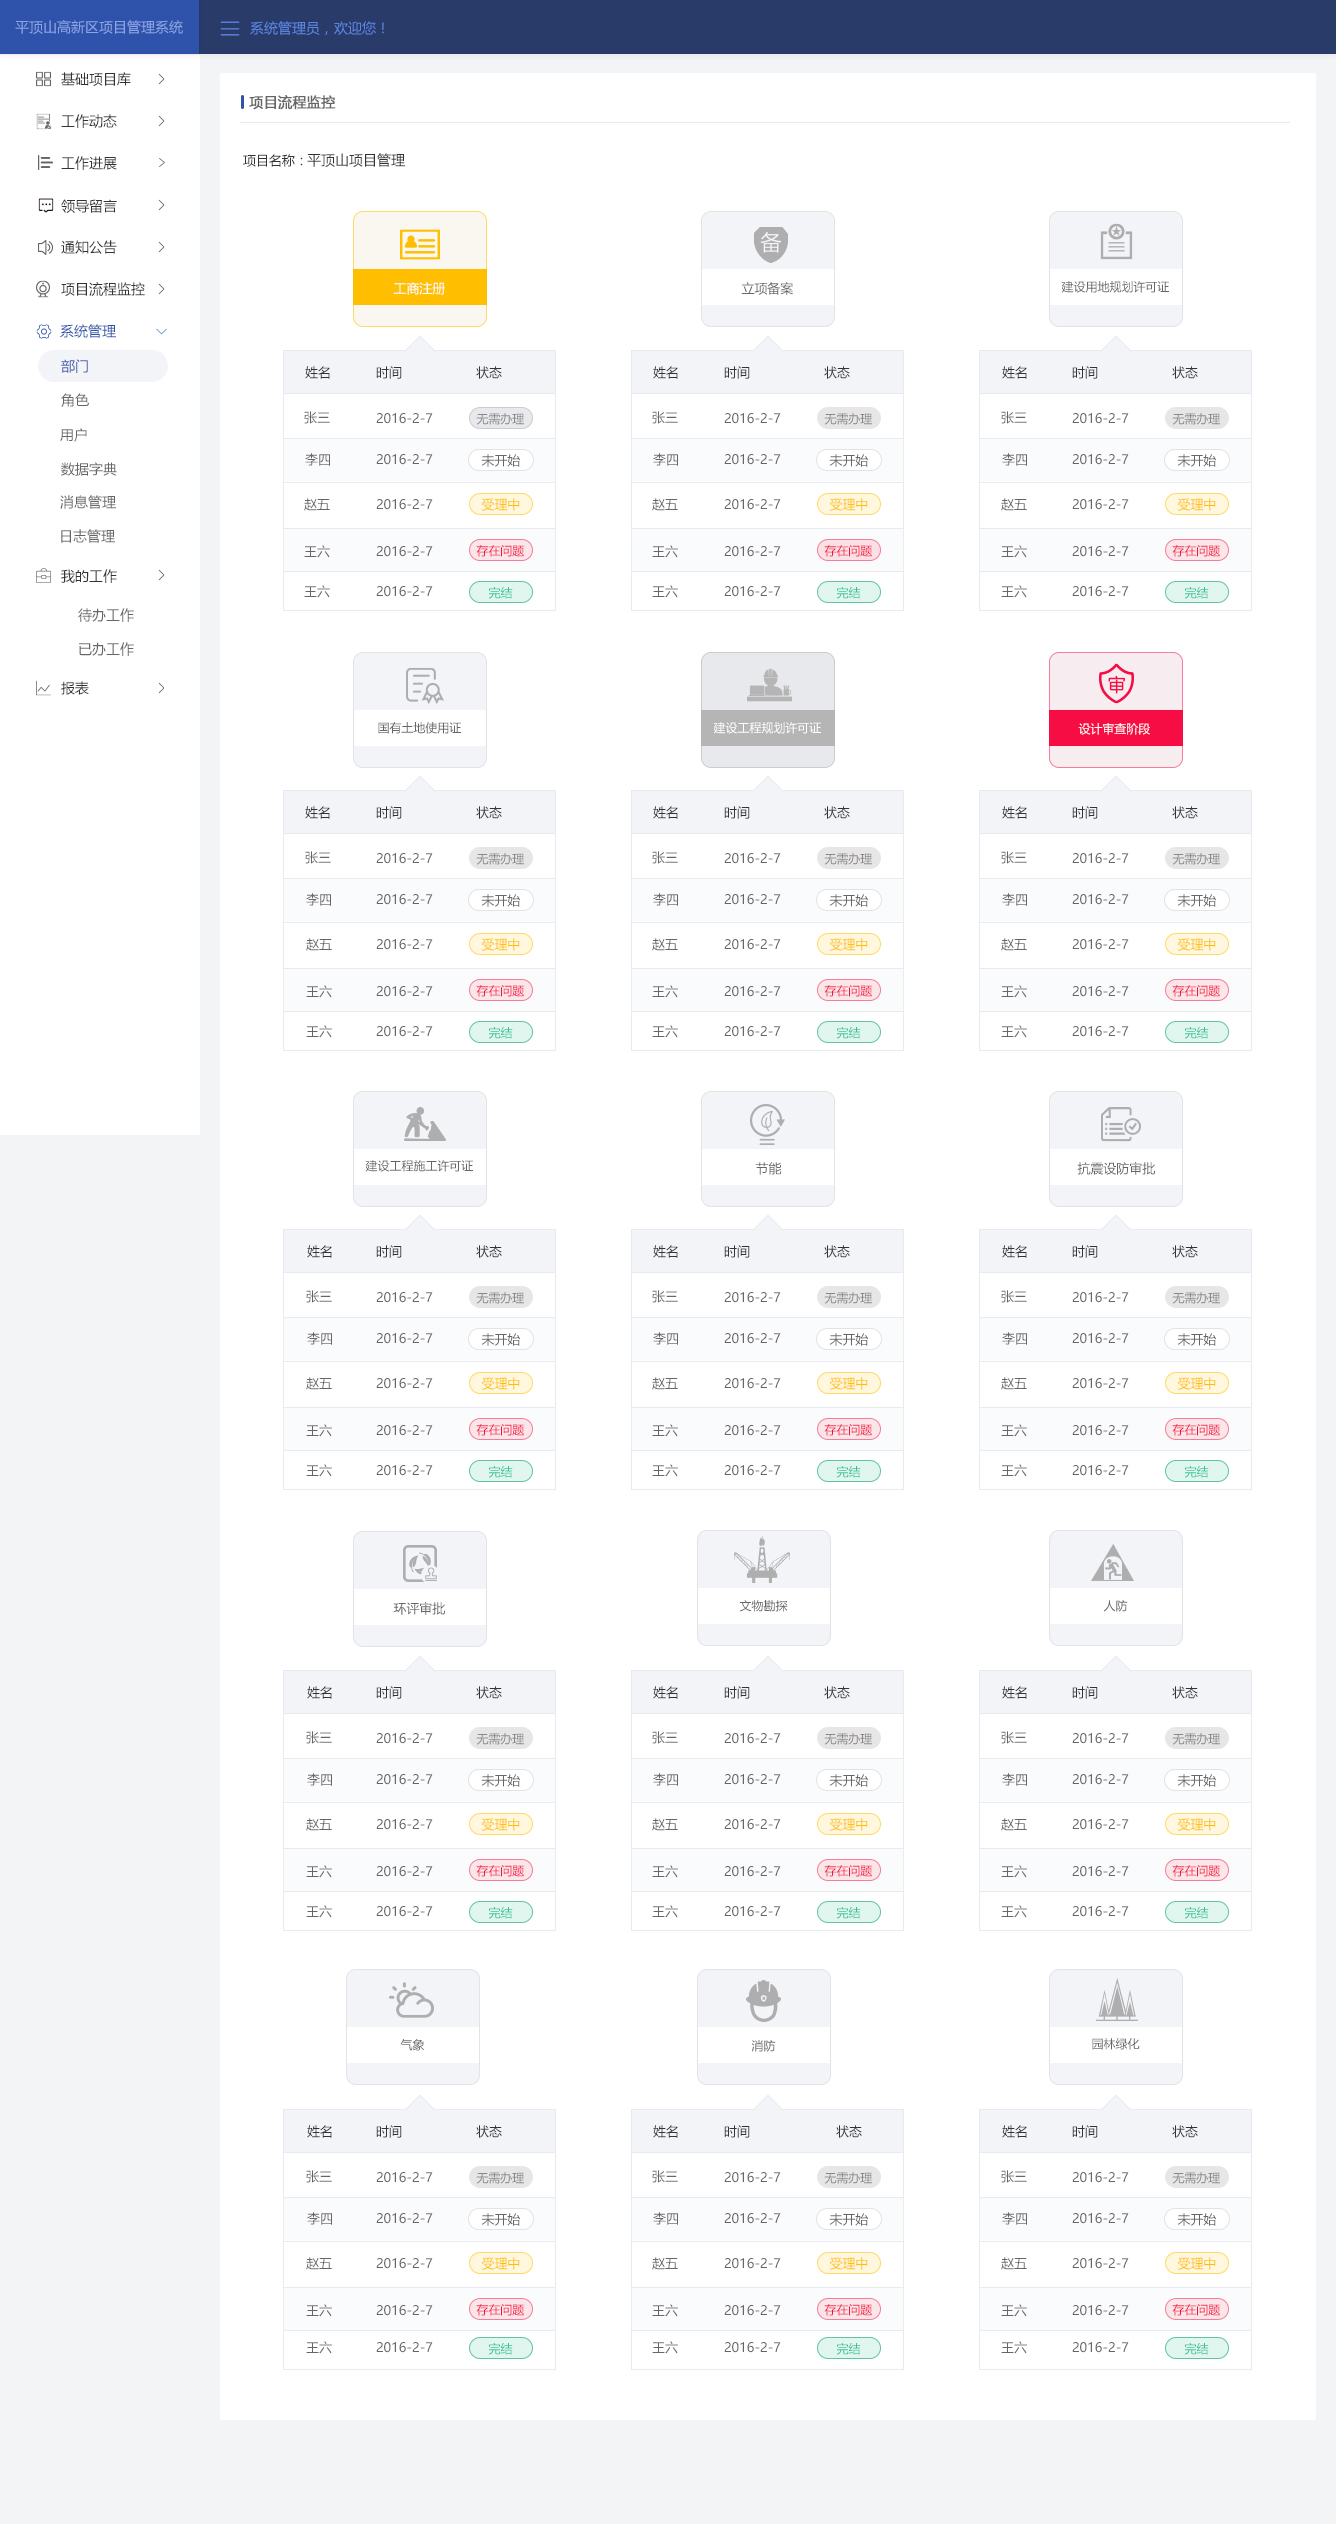 平顶山高新区项目管理系统
系统管理员，欢迎您！
基础项目库
工作动态
工作进展
领导留言
通知公告
项目流程监控
系统管理
部门
角色
用户
数据字典
消息管理
日志管理
我的工作
待办工作
已办工作
报表
项目流程监控
项目名称：平顶山项目管理
工商注册
姓名 时间 状态
张三 2016-2-7 无需办理
李四 2016-2-7 未开始
赵五 2016-2-7 受理中
王六 2016-2-7 存在问题
王六 2016-2-7 完结
备
立项备案
姓名 时间 状态
张三 2016-2-7 无需办理
李四 2016-2-7 未开始
赵五 2016-2-7 受理中
王六 2016-2-7 存在问题
王六 2016-2-7 完结
建设用地规划许可证
姓名 时间 状态
张三 2016-2-7 无需办理
李四 2016-2-7 未开始
赵五 2016-2-7 受理中
王六 2016-2-7 存在问题
王六 2016-2-7 完结
国有土地使用证
姓名 时间 状态
张三 2016-2-7 无需办理
李四 2016-2-7 未开始
赵五 2016-2-7 受理中
王六 2016-2-7 存在问题
王六 2016-2-7 完结
建设工程规划许可证
姓名 时间 状态
张三 2016-2-7 无需办理
李四 2016-2-7 未开始
赵五 2016-2-7 受理中
王六 2016-2-7 存在问题
王六 2016-2-7 完结
审
设计审查阶段
姓名 时间 状态
张三 2016-2-7 无需办理
李四 2016-2-7 未开始
赵五 2016-2-7 受理中
王六 2016-2-7 存在问题
王六 2016-2-7 完结
建设工程施工许可证
姓名 时间 状态
张三 2016-2-7 无需办理
李四 2016-2-7 未开始
赵五 2016-2-7 受理中
王六 2016-2-7 存在问题
王六 2016-2-7 完结
节能
姓名 时间 状态
张三 2016-2-7 无需办理
李四 2016-2-7 未开始
赵五 2016-2-7 受理中
王六 2016-2-7 存在问题
王六 2016-2-7 完结
抗震设防审批
姓名 时间 状态
张三 2016-2-7 无需办理
李四 2016-2-7 未开始
赵五 2016-2-7 受理中
王六 2016-2-7 存在问题
王六 2016-2-7 完结
环评审批
姓名 时间 状态
张三 2016-2-7 无需办理
李四 2016-2-7 未开始
赵五 2016-2-7 受理中
王六 2016-2-7 存在问题
王六 2016-2-7 完结
文物勘探
姓名 时间 状态
张三 2016-2-7 无需办理
李四 2016-2-7 未开始
赵五 2016-2-7 受理中
王六 2016-2-7 存在问题
王六 2016-2-7 完结
人防
姓名 时间 状态
张三 2016-2-7 无需办理
李四 2016-2-7 未开始
赵五 2016-2-7 受理中
王六 2016-2-7 存在问题
王六 2016-2-7 完结
气象
姓名 时间 状态
张三 2016-2-7 无需办理
李四 2016-2-7 未开始
赵五 2016-2-7 受理中
王六 2016-2-7 存在问题
王六 2016-2-7 完结
消防
姓名 时间 状态
张三 2016-2-7 无需办理
李四 2016-2-7 未开始
赵五 2016-2-7 受理中
王六 2016-2-7 存在问题
王六 2016-2-7 完结
园林绿化
姓名 时间 状态
张三 2016-2-7 无需办理
李四 2016-2-7 未开始
赵五 2016-2-7 受理中
王六 2016-2-7 存在问题
王六 2016-2-7 完结